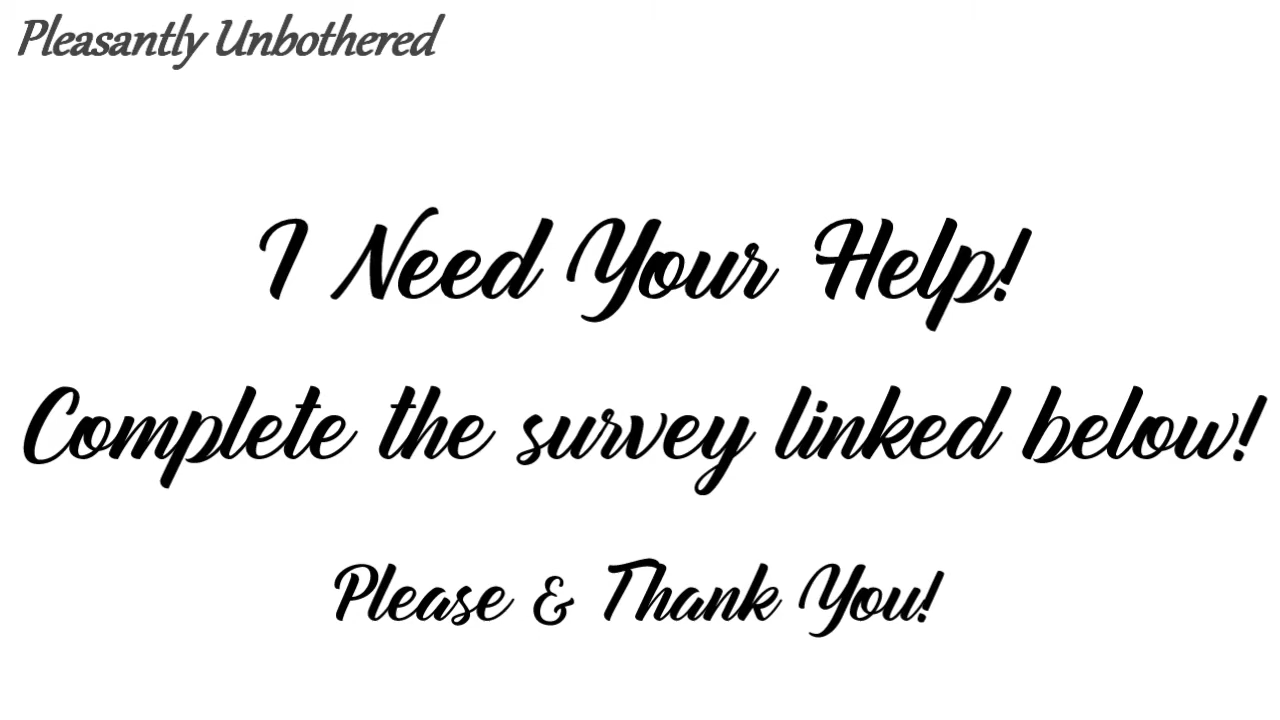 Pleasantly Unbothered
I Need Your Help!
Complete the survey linked below!
Please & Thank You!